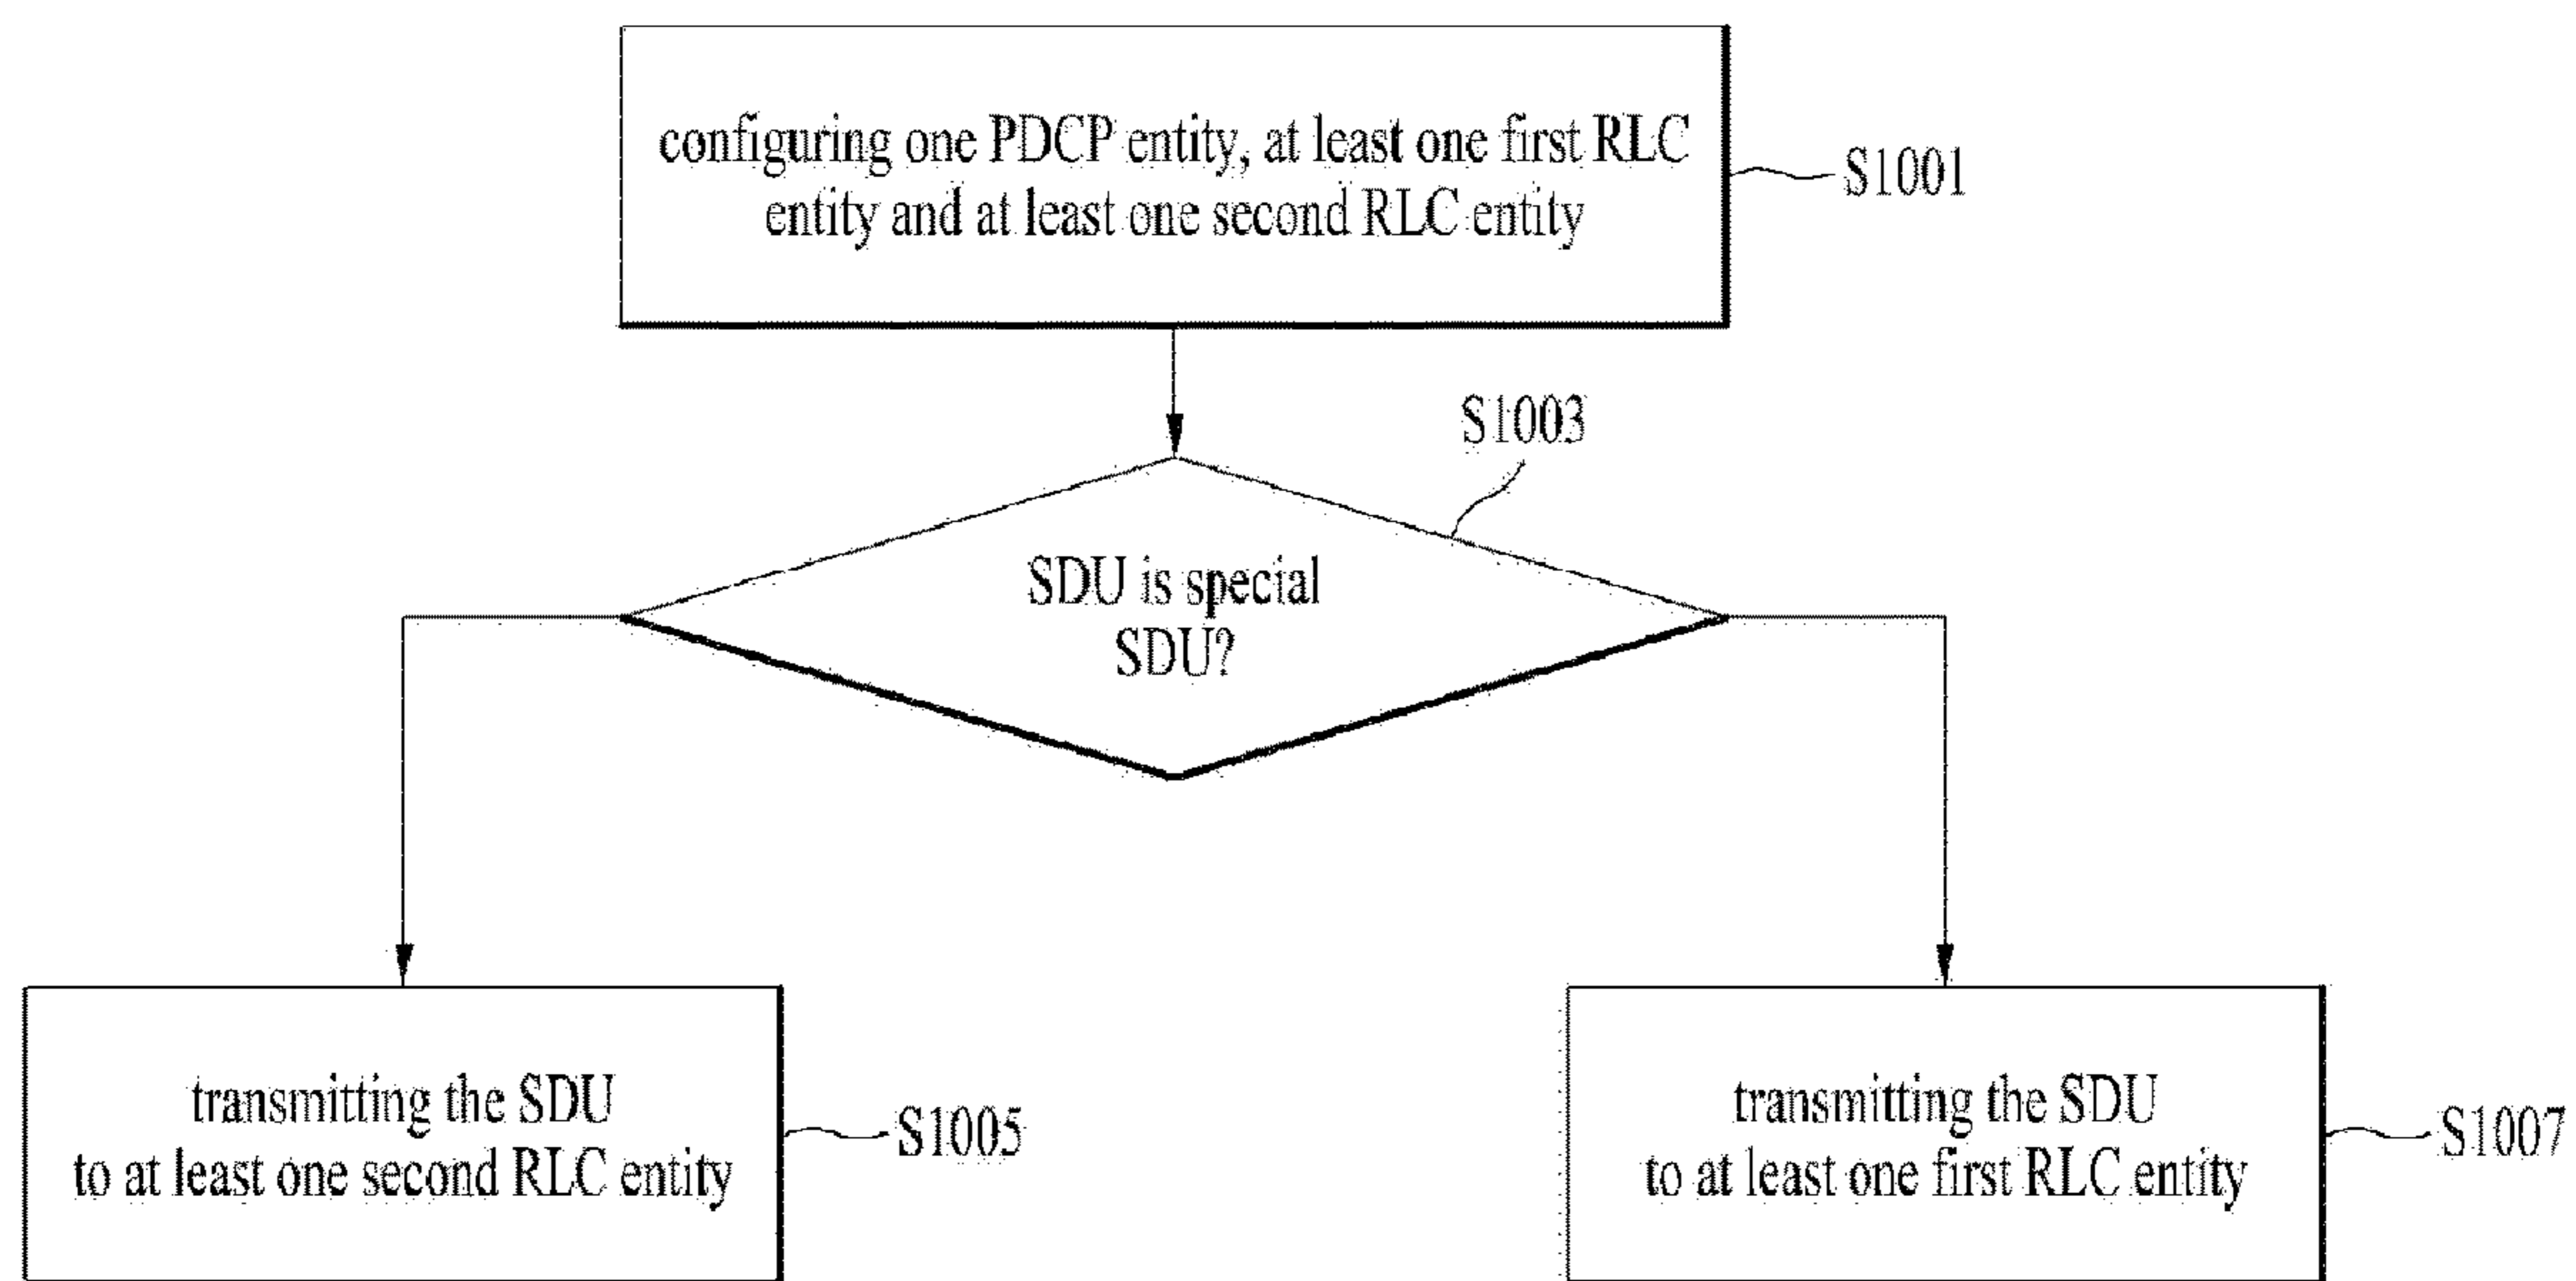 configuring one PDCP entity, at least one first RLC
entity and at least one second RLC entity
S1001
S1003
SDU is special
SDU?
transmitting the SDU
to at least one second RLC entity
S1005
transmitting the SDU
to at least one first RLC entity
S1007